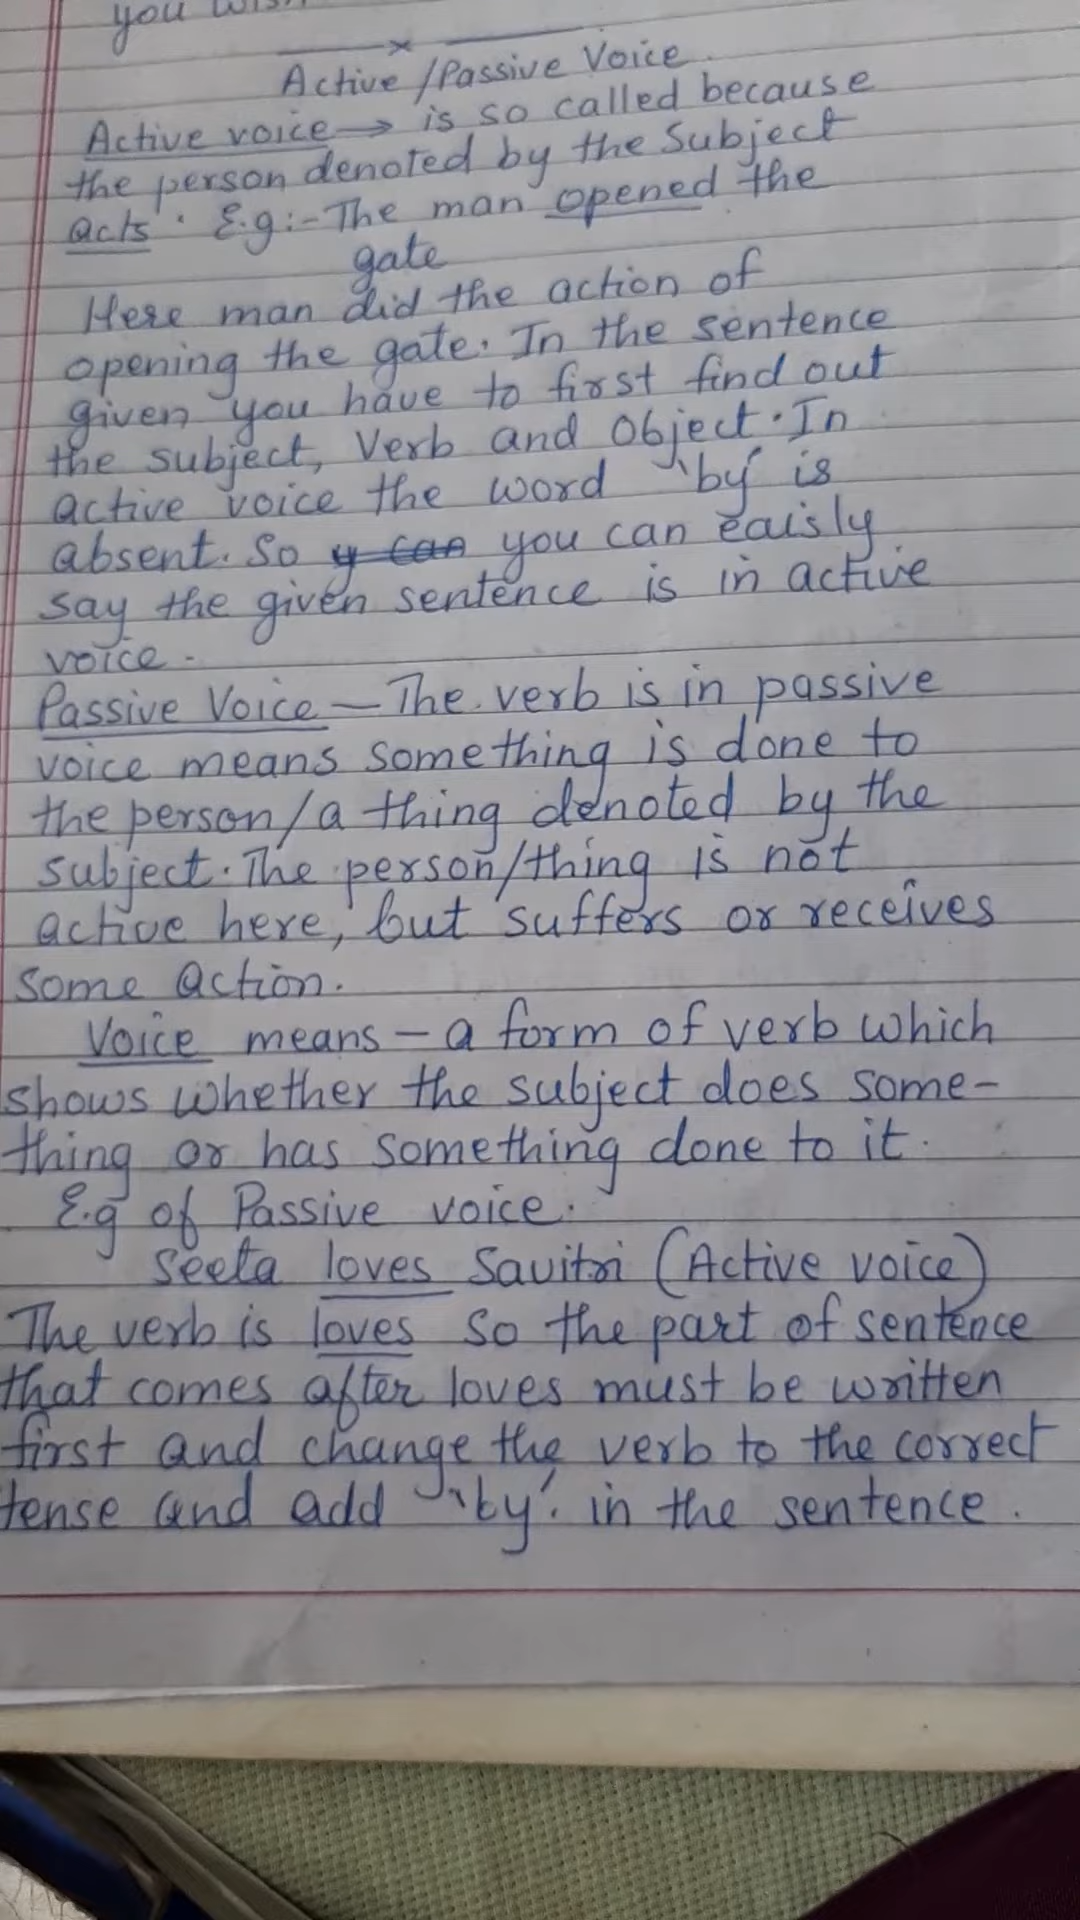 you wish
Active / Passive Voice.
Active voice → is so called because
the person denoted by the Subject
acts. E.g:- The man opened the
gate
Here man did the action of
opening the gate. In the sentence
given you have to first find out
the subject, Verb and Object. In
active voice the word 'by' is
absent. So y can you can eaisly
say the given sentence is in active
voice.
Passive Voice - The verb is in passive
voice means something is done to
the person/a thing denoted by the
subject. The person/thing is not
active here, but suffers or receives
some action.
Voice means - a form of verb which
shows whether the subject does some-
thing or has something done to it.
E.g of Passive voice.
Seeta loves Savitri (Active voice)
The verb is loves so the part of sentence
that comes after loves must be written
first and change the verb to the correct
tense and add 'by'. in the sentence.